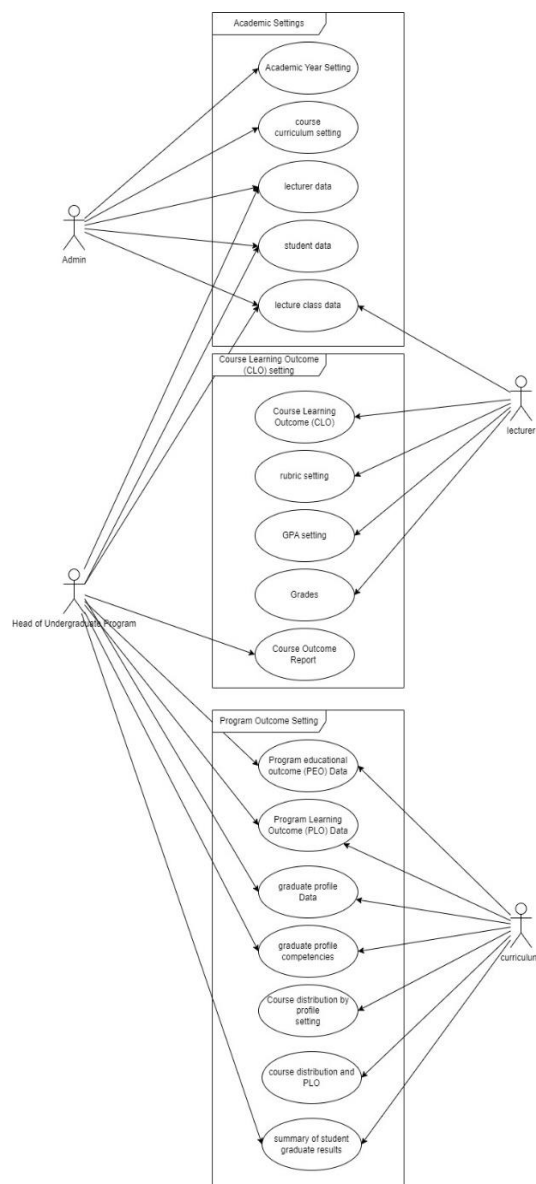 Academic Settings
Academic Year Setting
course
curriculum setting
lecturer data
student data
Admin
lecture class data
Course Learning Outcome
(CLO) setting
Course Learning
Outcome (CLO)
lecturer
rubric setting
GPA setting
Grades
Head of Undergraduate Program
Course Outcome
Report
Program Outcome Setting
Program educational
outcome (PEO) Data
Program Learning
Outcome (PLO) Data
graduate profile
Data
graduate profile
competencies
curriculum
Course distribution by
profile
setting
course distribution and
PLO
summary of student
graduate results